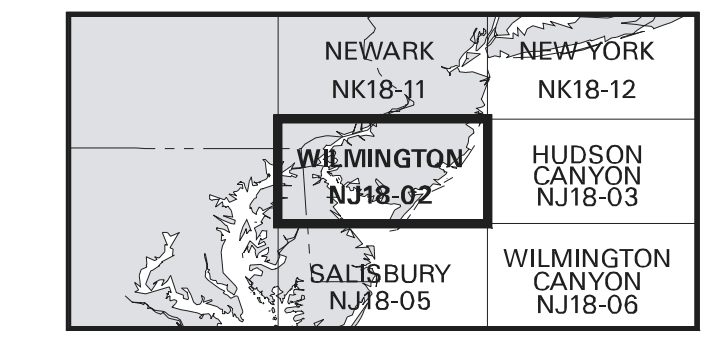 NEWARK
NK18-11
NEW YORK
NK18-12
WILMINGTON
NJ18-02
HUDSON
CANYON
NJ18-03
SALISBURY
NJ18-05
WILMINGTON
CANYON
NJ18-06